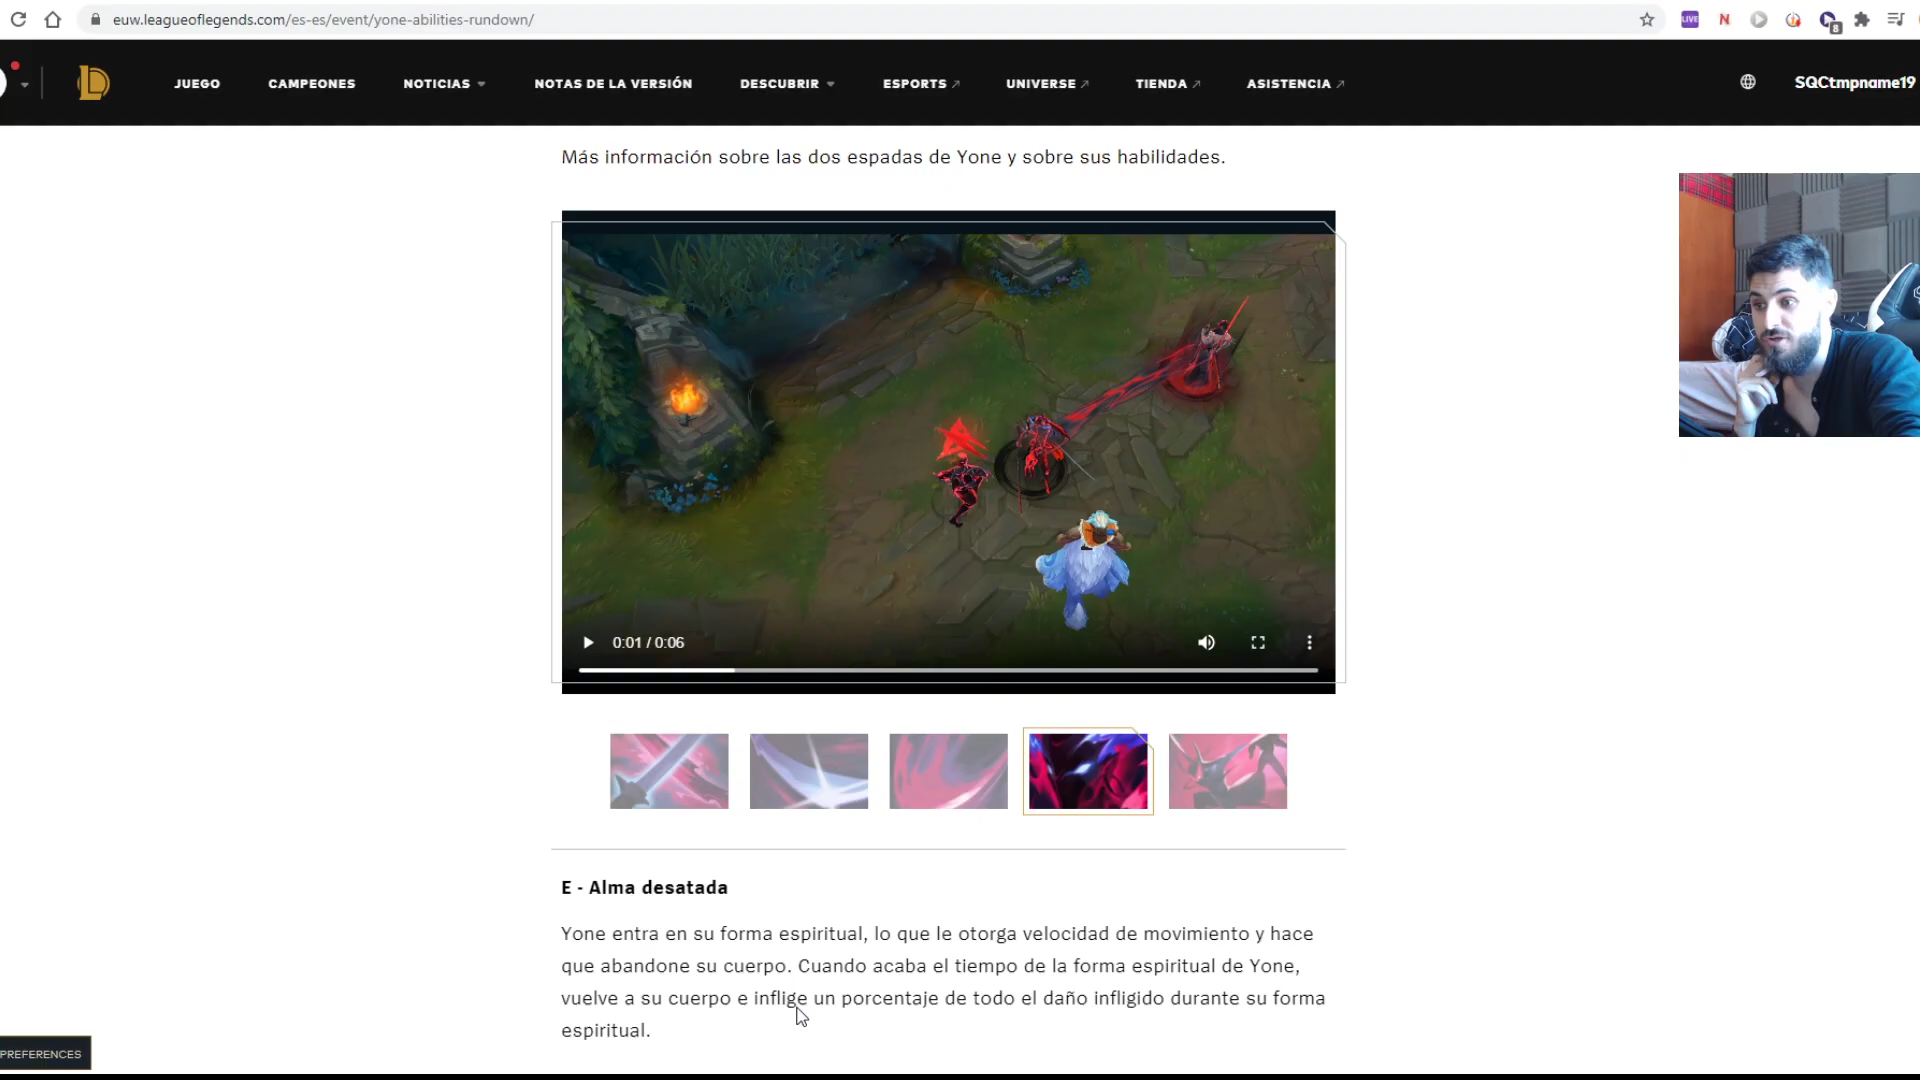 euw.leagueoflegends.com/es-es/event/yone-abilities-rundown/
LIVE
N
8
JUEGO
CAMPEONES
NOTICIAS
NOTAS DE LA VERSIÓN
DESCUBRIR
ESPORTS
UNIVERSE
TIENDA
ASISTENCIA
SQCtmpname19
Más información sobre las dos espadas de Yone y sobre sus habilidades.
0:01 / 0:06
E - Alma desatada
Yone entra en su forma espiritual, lo que le otorga velocidad de movimiento y hace
que abandone su cuerpo. Cuando acaba el tiempo de la forma espiritual de Yone,
vuelve a su cuerpo e inflige un porcentaje de todo el daño infligido durante su forma
espiritual.
PREFERENCES